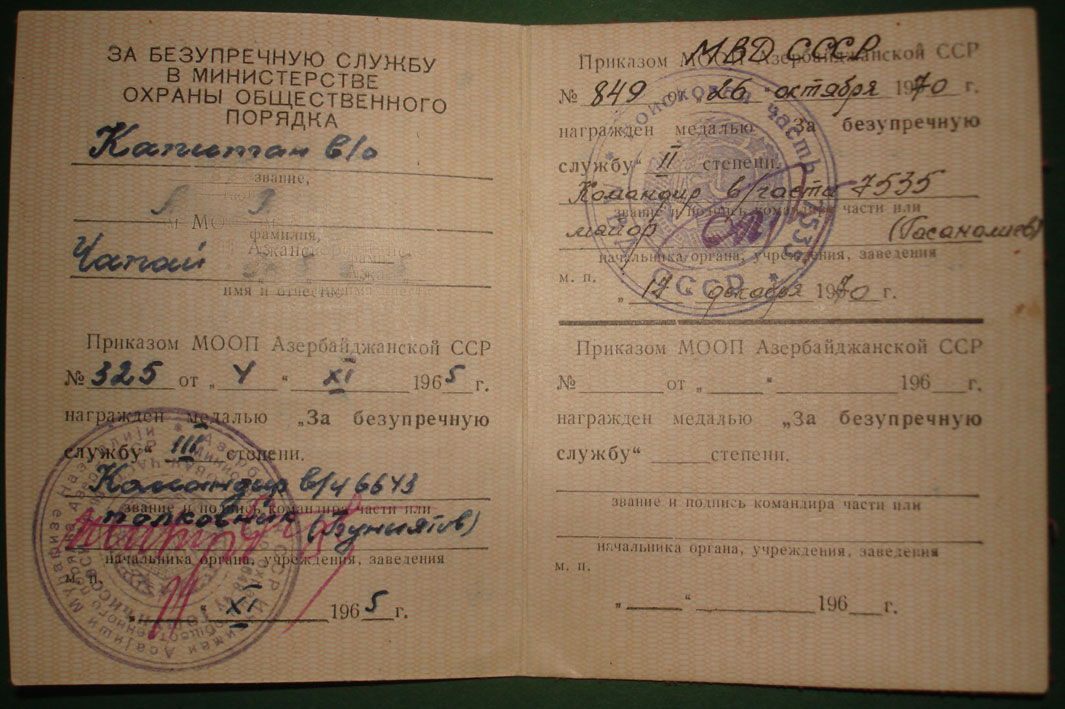 ЗА БЕЗУПРЕЧНУЮ СЛУЖБУ
В МИНИСТЕРСТВЕ
ОХРАНЫ ОБЩЕСТВЕННОГО
ПОРЯДКА
Капитан в/с
звание,
фамилия,
Чапай
имя и отчество
Приказом МООП Азербайджанской ССР
№ 325 от „ 4 “ XI 1965 г.
награжден медалью „За безупречную
службу“ III степени.
Командир в/ч 6643
звание и подпись командира части или
полковник (Зуниятов)
начальника органа, учреждения, заведения
м. п.
XI 1965 г.
МВД СССР
Приказом МООП Азербайджанской ССР
№ 849 от „ 26 “ октября 1970 г.
награжден медалью „За безупречную
службу“ II степени.
Командир в/части 7535
звание и подпись командира части или
майор (Гасаналиев)
начальника органа, учреждения, заведения
м. п.
„ 17 декабря 1970 г.
Приказом МООП Азербайджанской ССР
№ от „ “ 196 г.
награжден медалью „За безупречную
службу“ степени.
звание и подпись командира части или
начальника органа, учреждения, заведения
м. п.
„ “ 196 г.